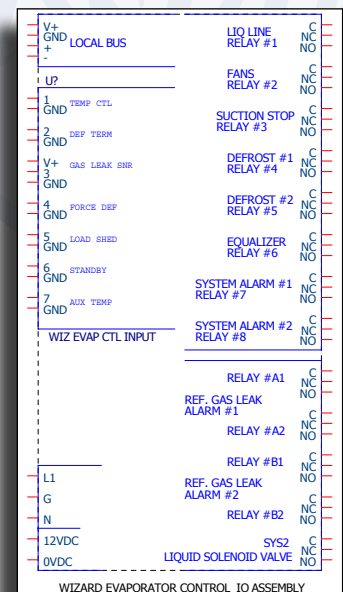 V+
GND
+
-
LOCAL BUS
U?
1
GND
TEMP CTL
2
GND
DEF TERM
V+
3
GND
GAS LEAK SNR
4
GND
FORCE DEF
5
GND
LOAD SHED
6
GND
STANDBY
7
GND
AUX TEMP
WIZ EVAP CTL INPUT
L1
G
N
12VDC
0VDC
LIQ LINE
RELAY #1
C
NC
NO
FANS
RELAY #2
C
NC
NO
SUCTION STOP
RELAY #3
C
NC
NO
DEFROST #1
RELAY #4
C
NC
NO
DEFROST #2
RELAY #5
C
NC
NO
EQUALIZER
RELAY #6
C
NC
NO
SYSTEM ALARM #1
RELAY #7
C
NC
NO
SYSTEM ALARM #2
RELAY #8
C
NC
NO
RELAY #A1
C
NC
NO
REF. GAS LEAK
ALARM #1
RELAY #A2
C
NC
NO
RELAY #B1
C
NC
NO
REF. GAS LEAK
ALARM #2
RELAY #B2
C
NC
NO
SYS2
LIQUID SOLENOID VALVE
C
NC
NO
WIZARD EVAPORATOR CONTROL IO ASSEMBLY